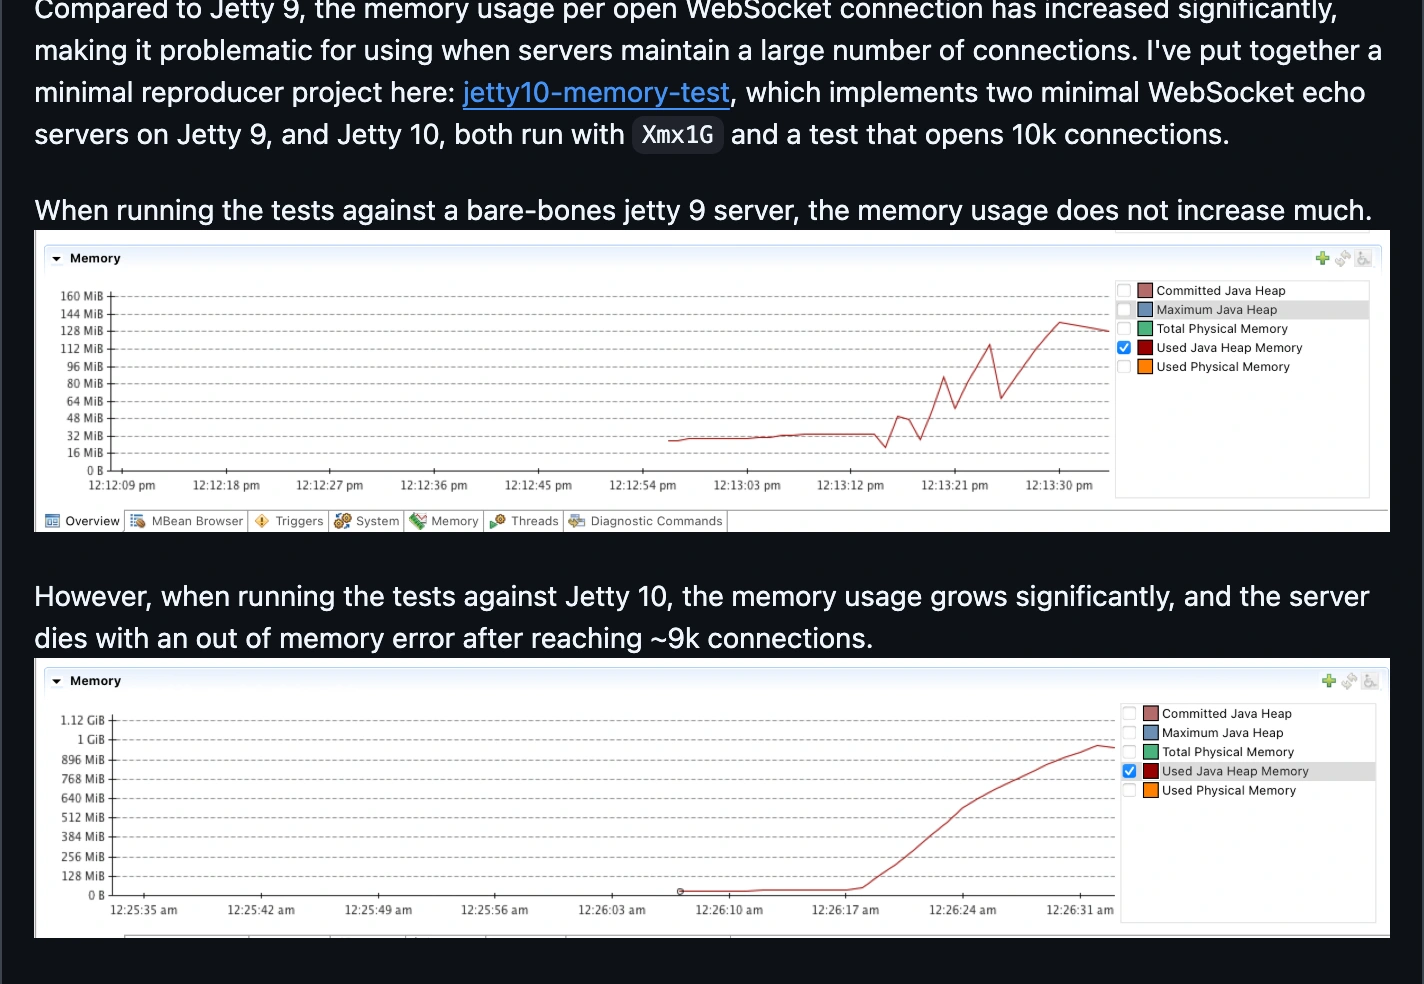 Compared to Jetty 9, the memory usage per open WebSocket connection has increased significantly,
making it problematic for using when servers maintain a large number of connections. I've put together a
minimal reproducer project here: jetty10-memory-test, which implements two minimal WebSocket echo
servers on Jetty 9, and Jetty 10, both run with Xmx1G and a test that opens 10k connections.
When running the tests against a bare-bones jetty 9 server, the memory usage does not increase much.
Memory
160 MiB
144 MiB
128 MiB
112 MiB
96 MiB
80 MiB
64 MiB
48 MiB
32 MiB
16 MiB
0 B
12:12:09 pm 12:12:18 pm 12:12:27 pm 12:12:36 pm 12:12:45 pm 12:12:54 pm 12:13:03 pm 12:13:12 pm 12:13:21 pm 12:13:30 pm
Committed Java Heap
Maximum Java Heap
Total Physical Memory
Used Java Heap Memory
Used Physical Memory
Overview MBean Browser Triggers System Memory Threads Diagnostic Commands
However, when running the tests against Jetty 10, the memory usage grows significantly, and the server
dies with an out of memory error after reaching ~9k connections.
Memory
1.12 GiB
1 GiB
896 MiB
768 MiB
640 MiB
512 MiB
384 MiB
256 MiB
128 MiB
0 B
12:25:35 am 12:25:42 am 12:25:49 am 12:25:56 am 12:26:03 am 12:26:10 am 12:26:17 am 12:26:24 am 12:26:31 am
Committed Java Heap
Maximum Java Heap
Total Physical Memory
Used Java Heap Memory
Used Physical Memory